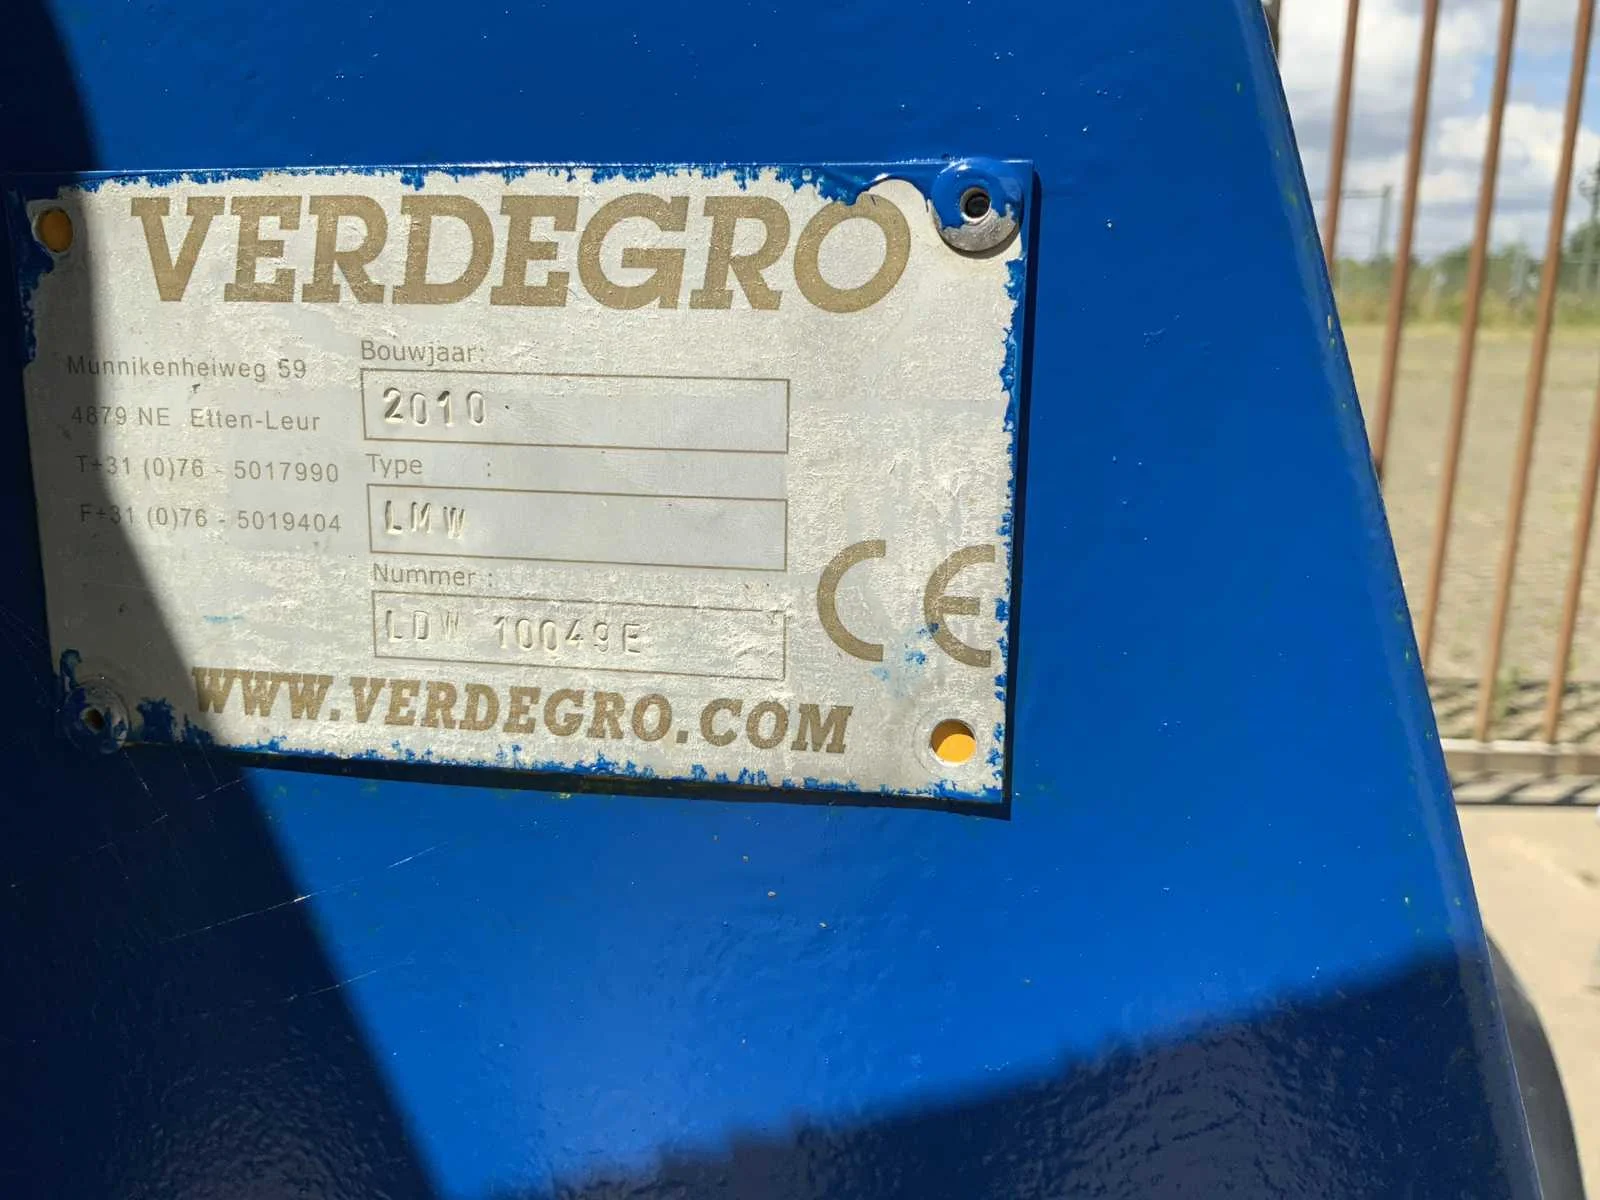 VERDEGRO
Munnikenheiweg 59
4879 NE Etten-Leur
T+31 (0)76 - 5017990
F+31 (0)76 - 5019404
Bouwjaar:
2010
Type :
LMW
Nummer :
LDW 10049E
CE
WWW.VERDEGRO.COM